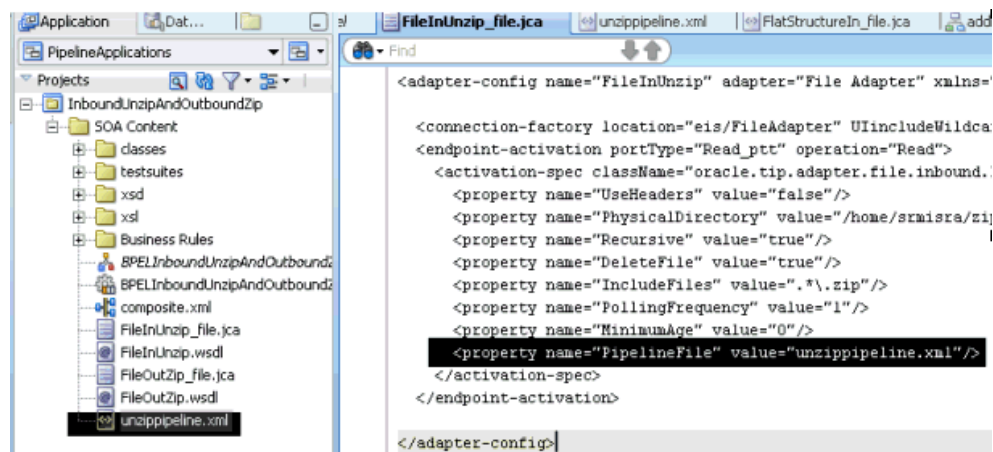 Application
Dat...
FileInUnzip_file.jca
unzippipeline.xml
FlatStructureIn_file.jca
add
PipelineApplications
Find
Projects
InboundUnzipAndOutboundZip
SOA Content
classes
testsuites
xsd
xsl
Business Rules
BPELInboundUnzipAndOutboundZ
BPELInboundUnzipAndOutboundZ
composite.xml
FileInUnzip_file.jca
FileInUnzip.wsdl
FileOutZip_file.jca
FileOutZip.wsdl
unzippipeline.xml
<adapter-config name="FileInUnzip" adapter="File Adapter" xmlns="
<connection-factory location="eis/FileAdapter" UIincludeWildca
<endpoint-activation portType="Read_ptt" operation="Read">
<activation-spec className="oracle.tip.adapter.file.inbound.
<property name="UseHeaders" value="false"/>
<property name="PhysicalDirectory" value="/home/srmisra/zip
<property name="Recursive" value="true"/>
<property name="DeleteFile" value="true"/>
<property name="IncludeFiles" value=".*\.zip"/>
<property name="PollingFrequency" value="1"/>
<property name="MinimumAge" value="0"/>
<property name="PipelineFile" value="unzippipeline.xml"/>
</activation-spec>
</endpoint-activation>
</adapter-config>